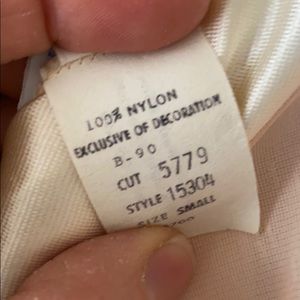 100% NYLON
EXCLUSIVE OF DECORATION
B-90
CUT 5779
STYLE 15304
SIZE SMALL